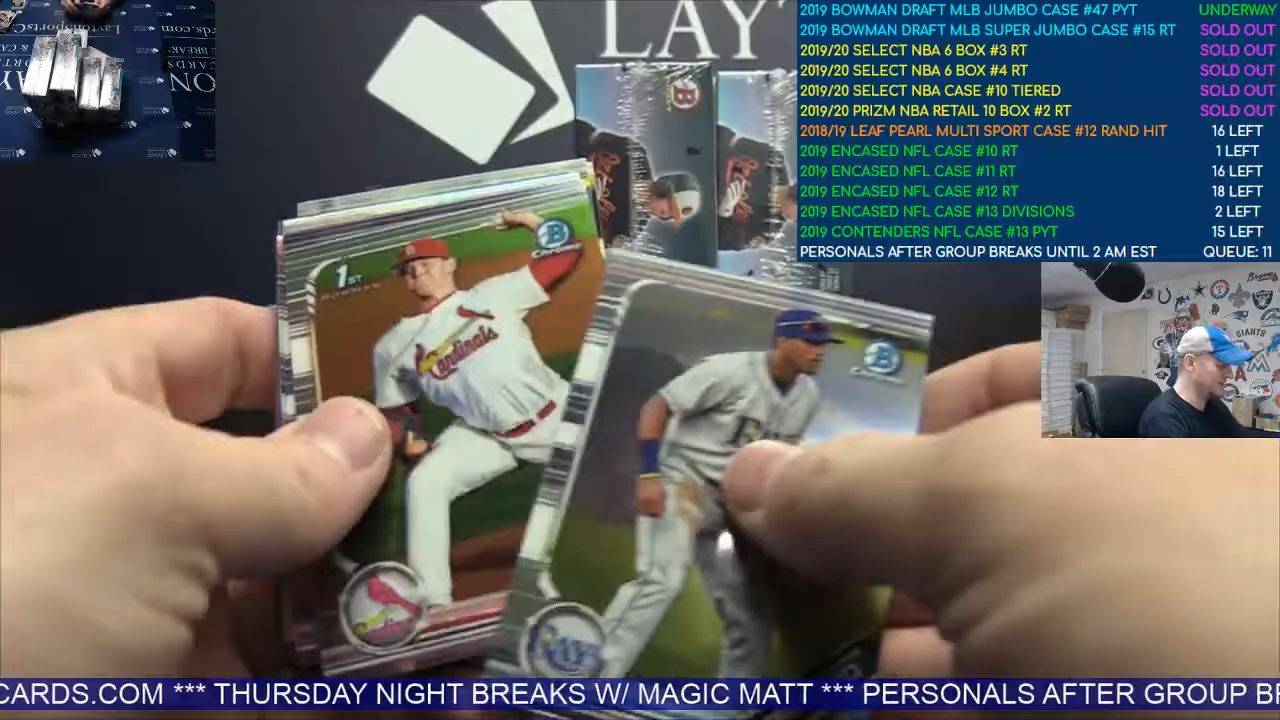 2019 BOWMAN DRAFT MLB JUMBO CASE #47 PYT UNDERWAY
2019 BOWMAN DRAFT MLB SUPER JUMBO CASE #15 RT SOLD OUT
2019/20 SELECT NBA 6 BOX #3 RT SOLD OUT
2019/20 SELECT NBA 6 BOX #4 RT SOLD OUT
2019/20 SELECT NBA CASE #10 TIERED SOLD OUT
2019/20 PRIZM NBA RETAIL 10 BOX #2 RT SOLD OUT
2018/19 LEAF PEARL MULTI SPORT CASE #12 RAND HIT 16 LEFT
2019 ENCASED NFL CASE #10 RT 1 LEFT
2019 ENCASED NFL CASE #11 RT 16 LEFT
2019 ENCASED NFL CASE #12 RT 18 LEFT
2019 ENCASED NFL CASE #13 DIVISIONS 2 LEFT
2019 CONTENDERS NFL CASE #13 PYT 15 LEFT
PERSONALS AFTER GROUP BREAKS UNTIL 2 AM EST QUEUE: 11
LAYT
B
1ST
BOWMAN
B
Cardinals
B
RAYS
GIANTS
CARDS.COM *** THURSDAY NIGHT BREAKS W/ MAGIC MATT *** PERSONALS AFTER GROUP B